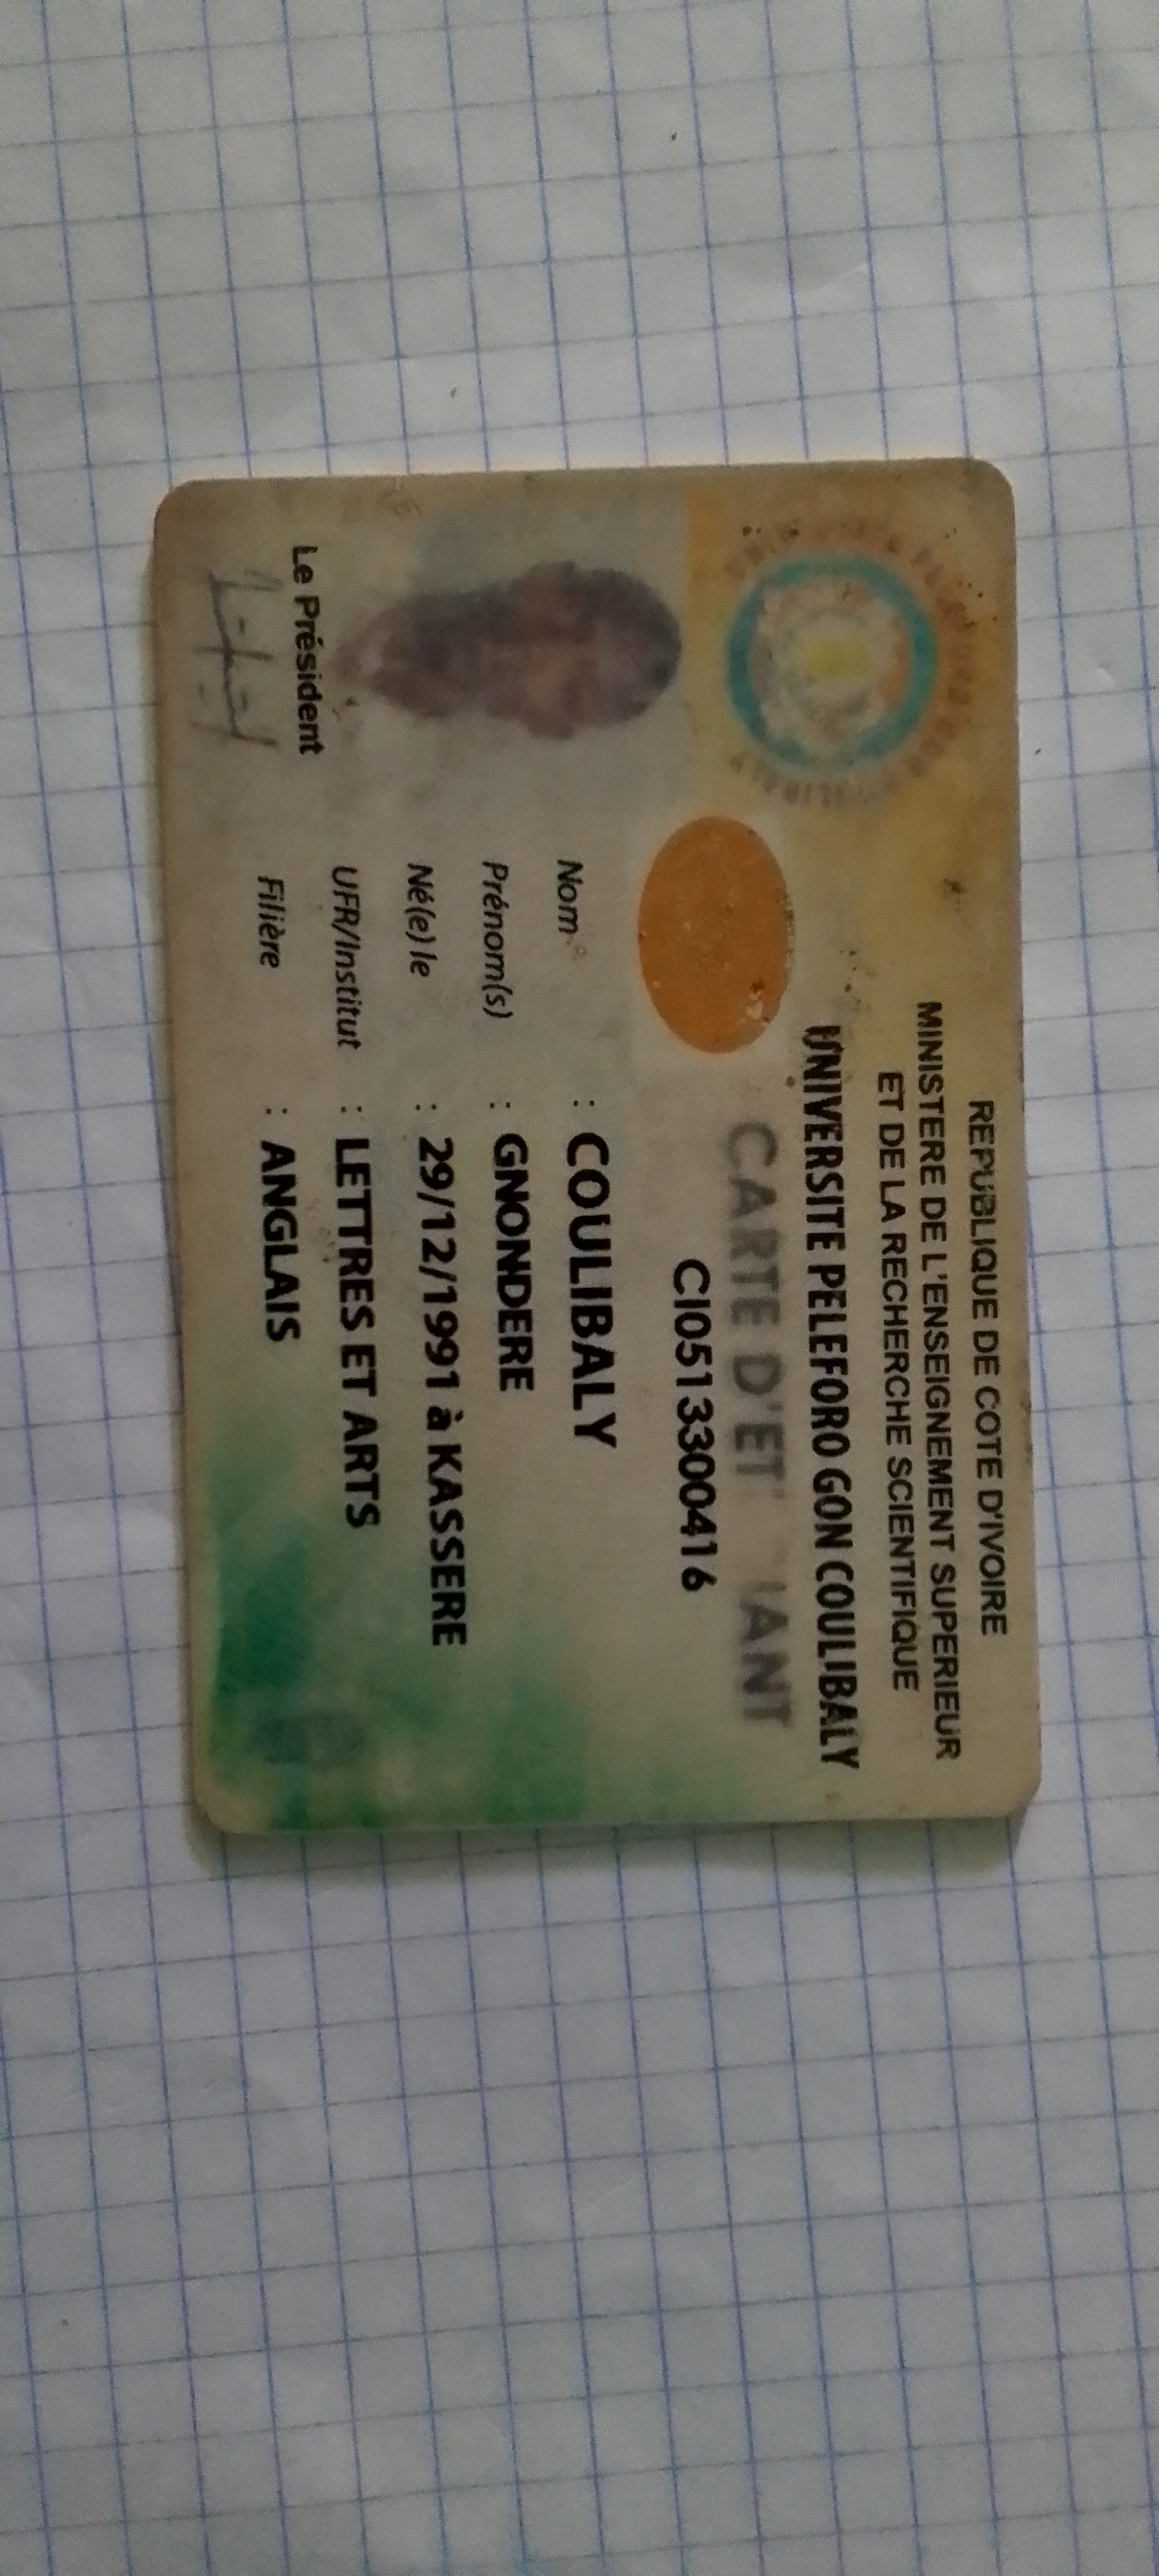 REPUBLIQUE DE COTE D'IVOIRE
MINISTERE DE L'ENSEIGNEMENT SUPERIEUR
ET DE LA RECHERCHE SCIENTIFIQUE
UNIVERSITE PELEFORO GON COULIBALY
CARTE D'ET IANT
CI0513300416
Nom : COULIBALY
Prénom(s) : GNONDERE
Né(e) le : 29/12/1991 à KASSERE
UFR/Institut : LETTRES ET ARTS
Filière : ANGLAIS
Le Président